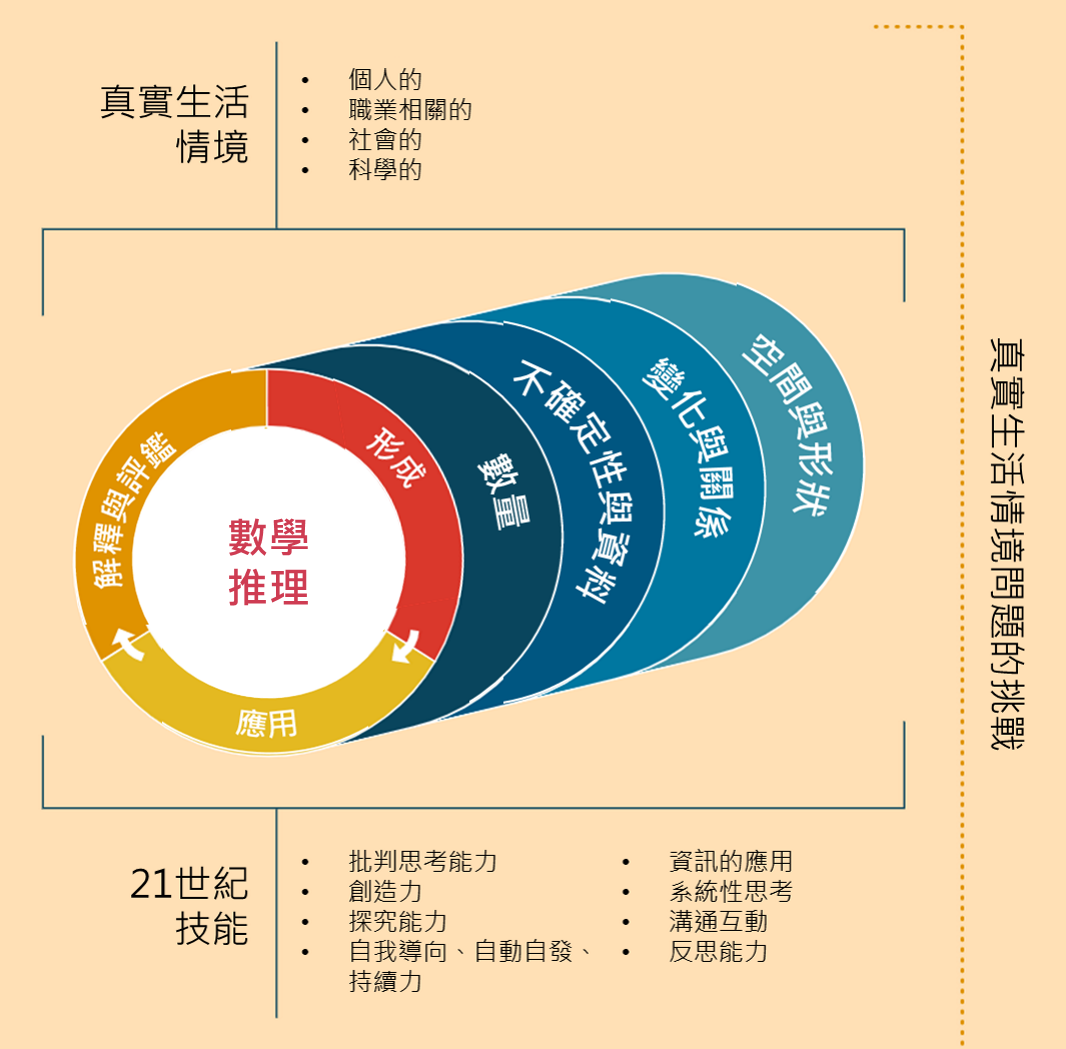 真實生活
情境
• 個人的
• 職業相關的
• 社會的
• 科學的
解釋與評鑑
形成
應用
數學
推理
數量
不確定性與資料
變化與關係
空間與形狀
真實生活情境問題的挑戰
21世紀
技能
• 批判思考能力
• 創造力
• 探究能力
• 自我導向、自動自發、
持續力
• 資訊的應用
• 系統性思考
• 溝通互動
• 反思能力